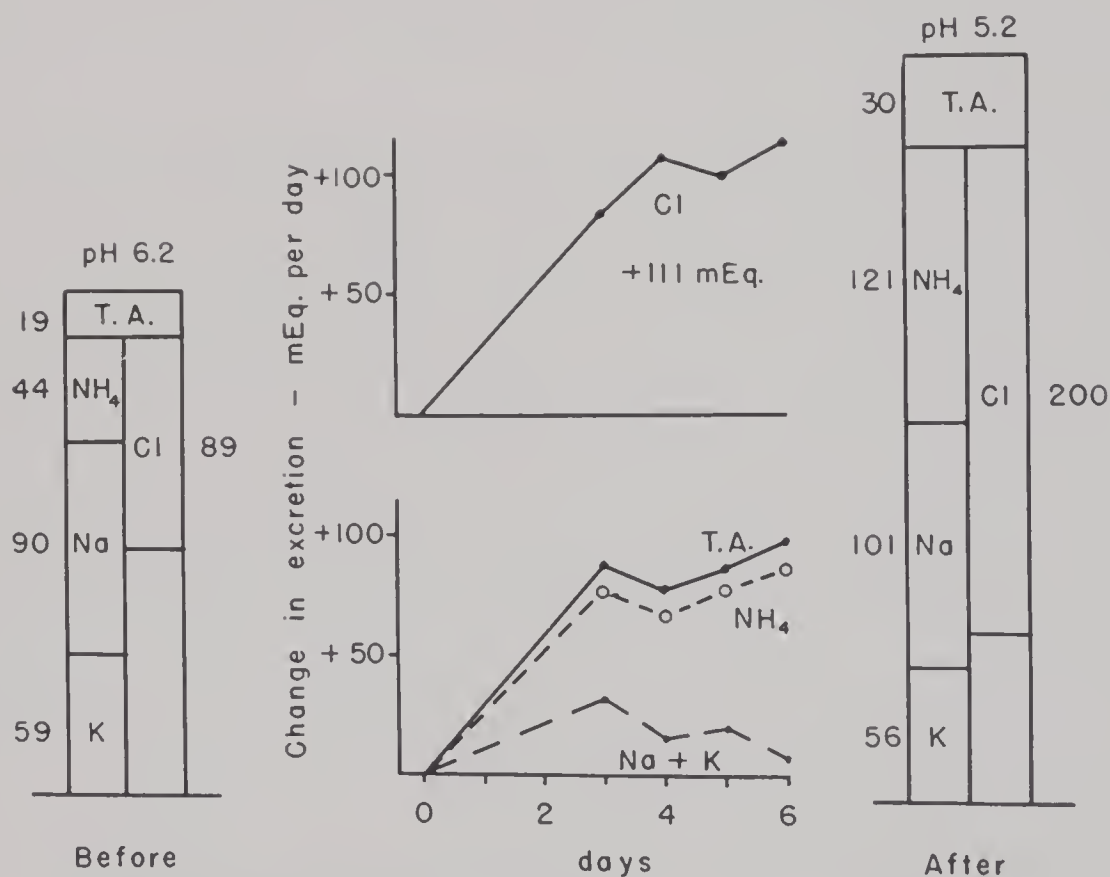 pH 6.2
T. A.
19
44
NH₄
Cl
89
90
Na
59
K
Before
Change in excretion – mEq. per day
+100
+ 50
Cl
+111 mEq.
+100
+ 50
T.A.
NH₄
Na + K
0
2
4
6
days
pH 5.2
30
T.A.
121
NH₄
Cl
200
101
Na
56
K
After